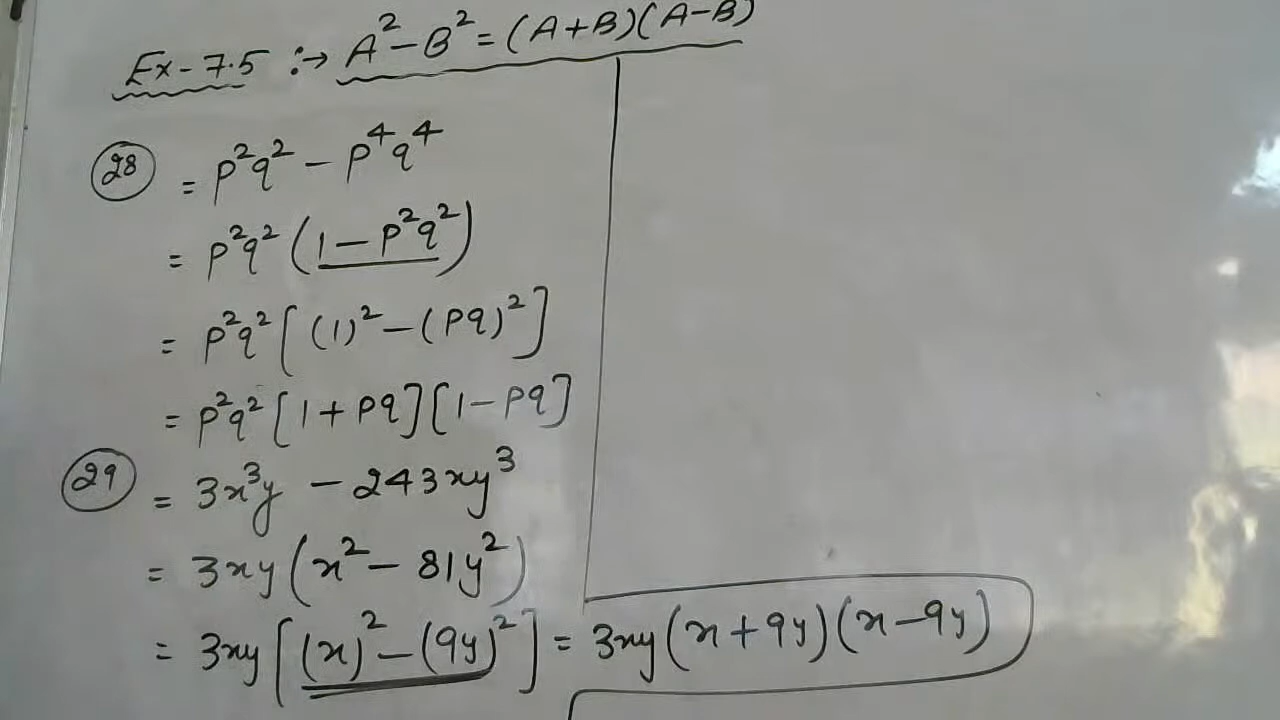 Ex-7.5 :→ A²-B² = (A+B)(A-B)
28 = p²q² - p⁴q⁴
= p²q² (1 - p²q²)
= p²q² [(1)² - (pq)²]
= p²q² [1+pq][1-pq]
29 = 3x³y - 243xy³
= 3xy (x² - 81y²)
= 3xy [(x)² - (9y)²] = 3xy (x+9y)(x-9y)